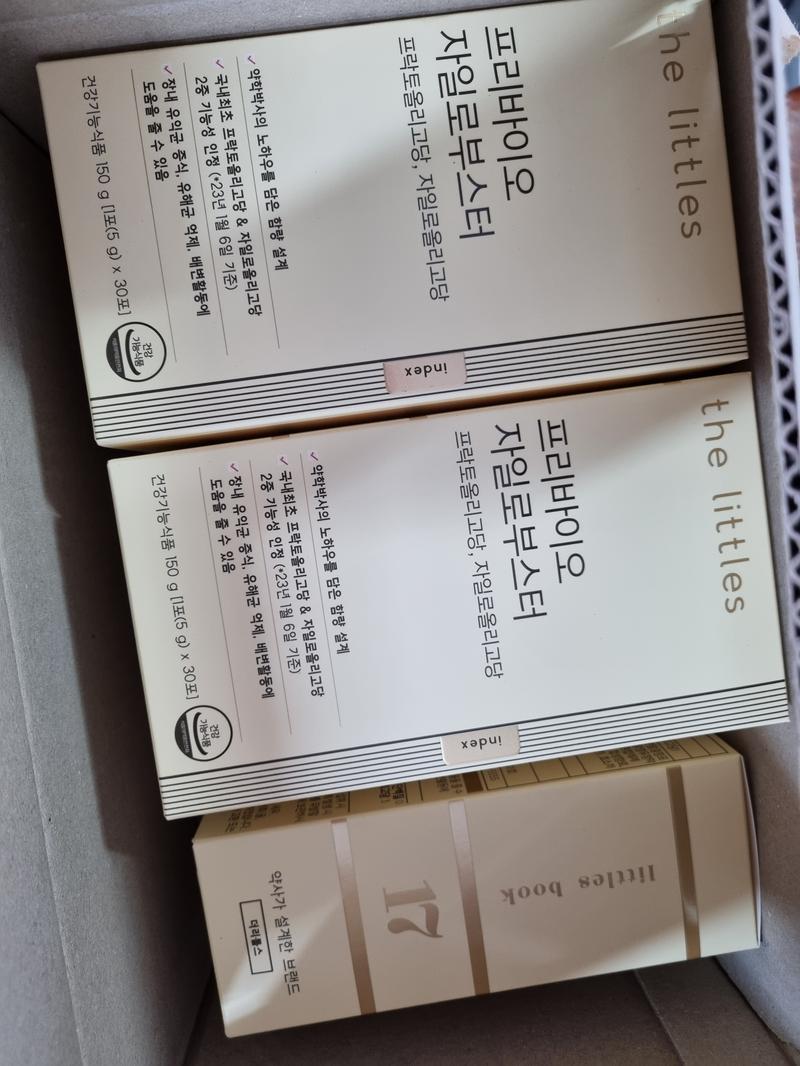 the littles
프리바이오
자일로부스터
프락토올리고당, 자일로올리고당
약학박사의 노하우를 담은 함량 설계
국내최초 프락토올리고당 & 자일로올리고당
2종 기능성 인정 (*23년 1월 6일 기준)
장내 유익균 증식, 유해균 억제, 배변활동에
도움을 줄 수 있음
건강기능식품 150 g [1포(5 g) x 30포]
건강
기능식품
index
the littles
프리바이오
자일로부스터
프락토올리고당, 자일로올리고당
약학박사의 노하우를 담은 함량 설계
국내최초 프락토올리고당 & 자일로올리고당
2종 기능성 인정 (*23년 1월 6일 기준)
장내 유익균 증식, 유해균 억제, 배변활동에
도움을 줄 수 있음
건강기능식품 150 g [1포(5 g) x 30포]
건강
기능식품
index
littles book
17
약사가 설계한 브랜드
더리틀스